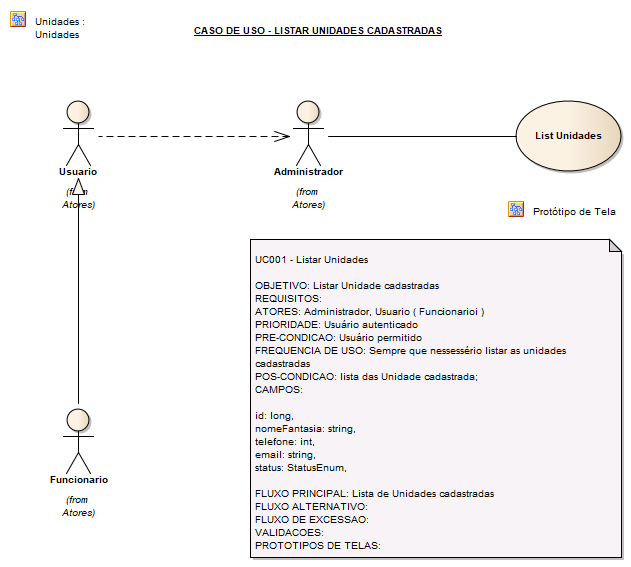 Unidades :
Unidades
CASO DE USO - LISTAR UNIDADES CADASTRADAS
Usuario
(from
Atores)
Administrador
(from
Atores)
List Unidades
Protótipo de Tela
UC001 - Listar Unidades
OBJETIVO: Listar Unidade cadastradas
REQUISITOS:
ATORES: Administrador, Usuario ( Funcionarioi )
PRIORIDADE: Usuário autenticado
PRE-CONDICAO: Usuário permitido
FREQUENCIA DE USO: Sempre que nessessério listar as unidades
cadastradas
POS-CONDICAO: lista das Unidade cadastrada;
CAMPOS:
id: long,
nomeFantasia: string,
telefone: int,
email: string,
status: StatusEnum,
FLUXO PRINCIPAL: Lista de Unidades cadastradas
FLUXO ALTERNATIVO:
FLUXO DE EXCESSAO:
VALIDACOES:
PROTOTIPOS DE TELAS:
Funcionario
(from
Atores)